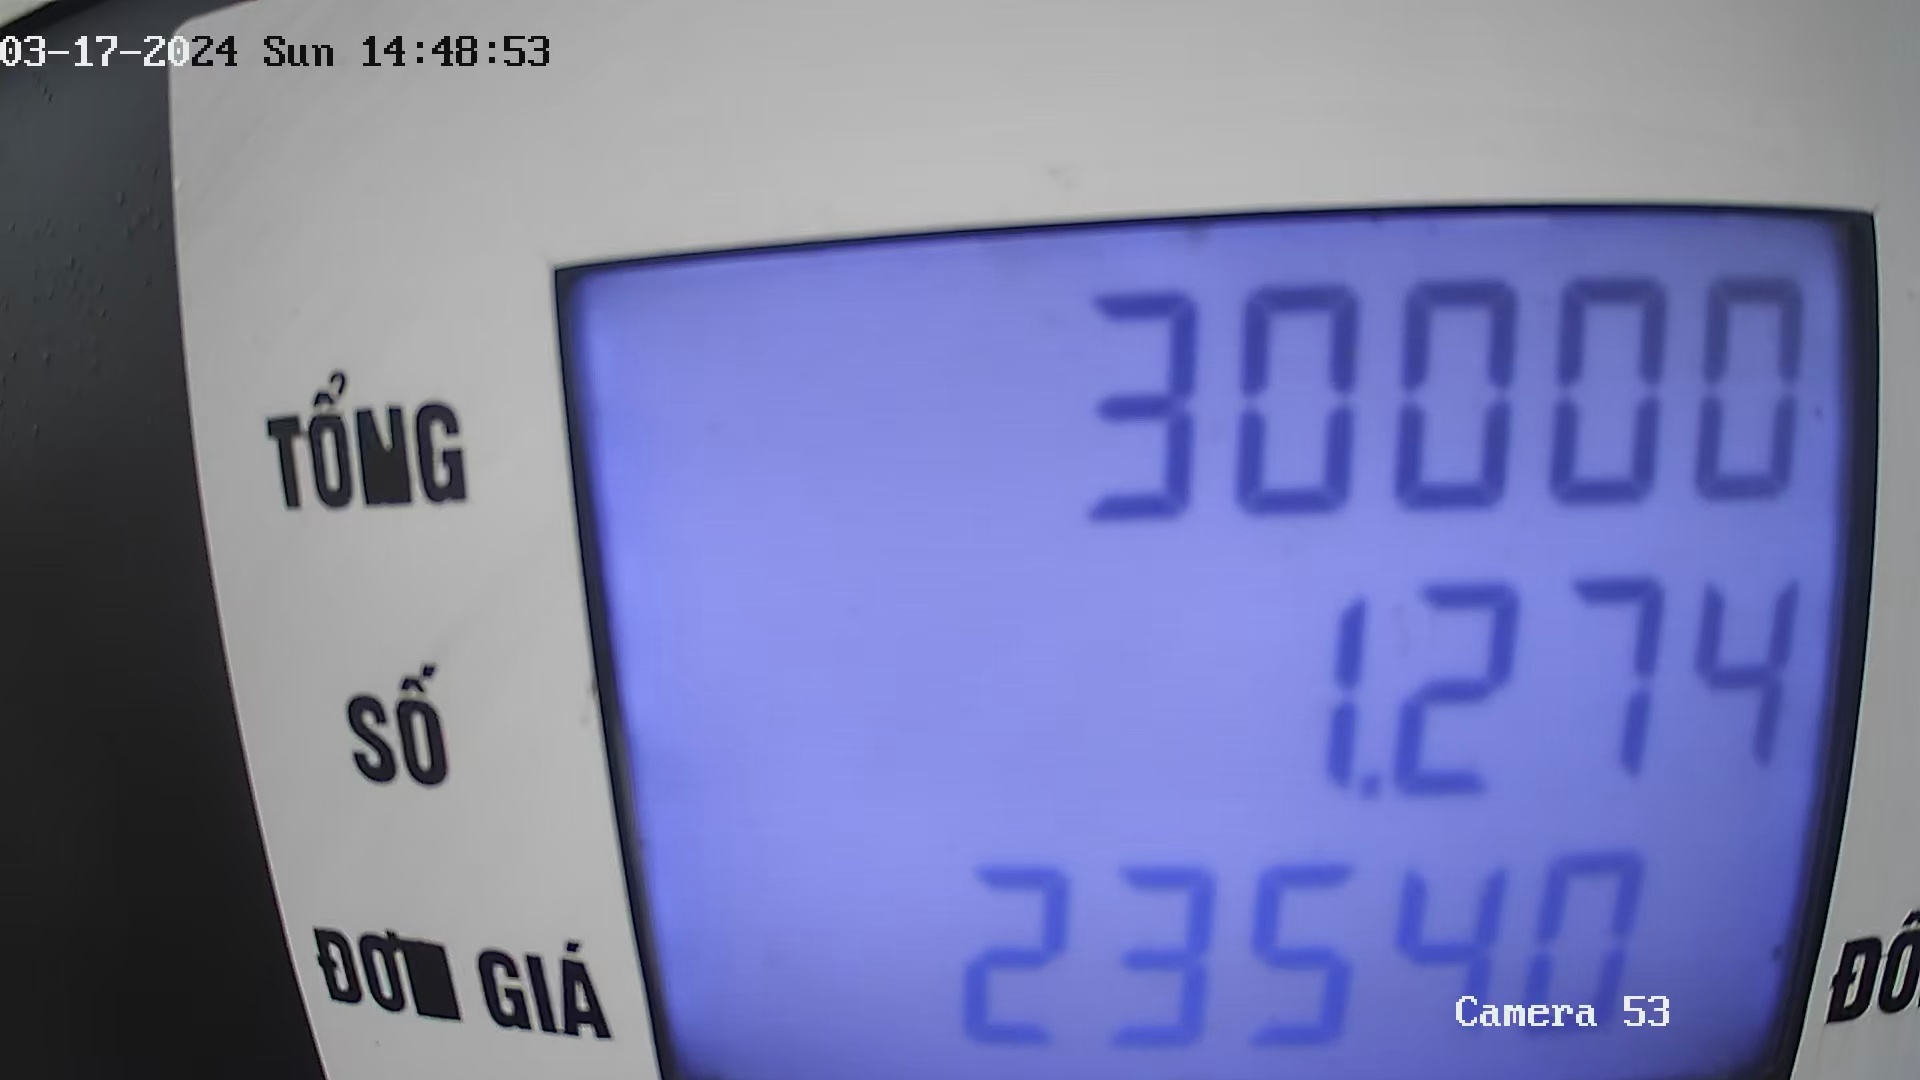 03-17-2024 Sun 14:48:53
TỔNG 30000
SỐ 1.274
ĐƠN GIÁ 23540
Camera 53